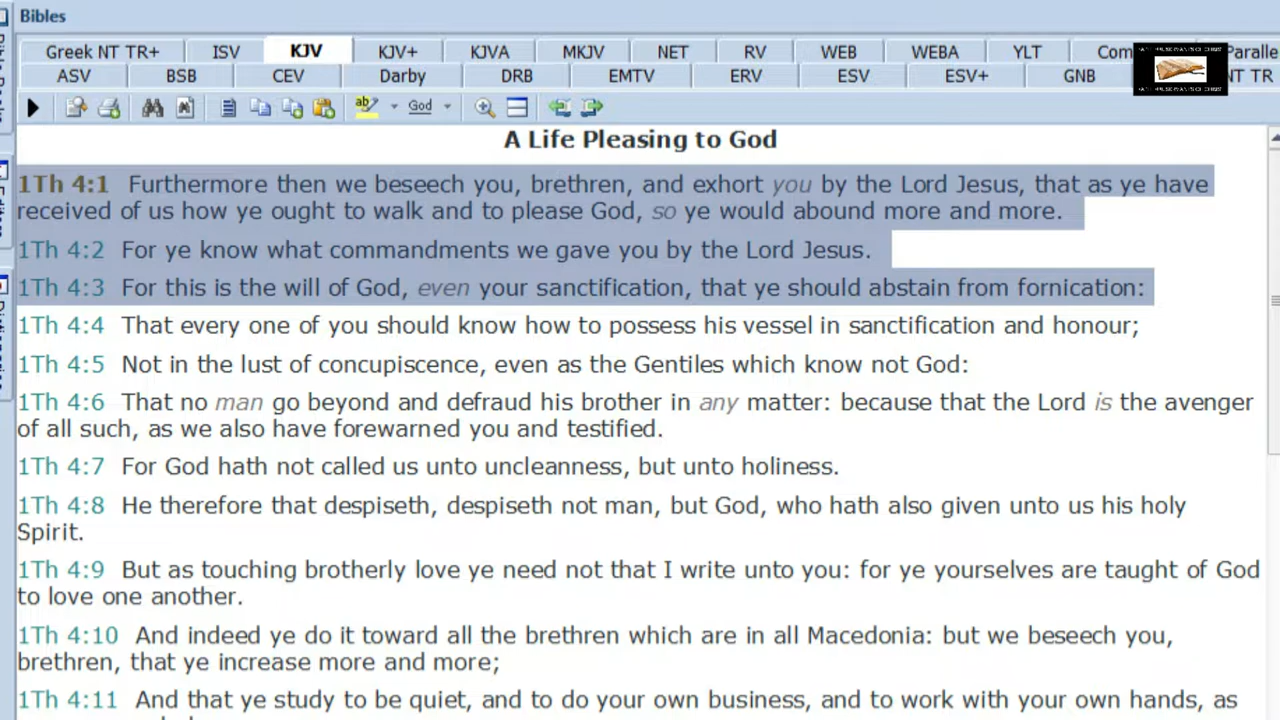 Bibles
Greek NT TR+ ISV KJV KJV+ KJVA MKJV NET RV WEB WEBA YLT Com Paralle
ASV BSB CEV Darby DRB EMTV ERV ESV ESV+ GNB NT TR
God
A Life Pleasing to God
1Th 4:1 Furthermore then we beseech you, brethren, and exhort you by the Lord Jesus, that as ye have
received of us how ye ought to walk and to please God, so ye would abound more and more.
1Th 4:2 For ye know what commandments we gave you by the Lord Jesus.
1Th 4:3 For this is the will of God, even your sanctification, that ye should abstain from fornication:
1Th 4:4 That every one of you should know how to possess his vessel in sanctification and honour;
1Th 4:5 Not in the lust of concupiscence, even as the Gentiles which know not God:
1Th 4:6 That no man go beyond and defraud his brother in any matter: because that the Lord is the avenger
of all such, as we also have forewarned you and testified.
1Th 4:7 For God hath not called us unto uncleanness, but unto holiness.
1Th 4:8 He therefore that despiseth, despiseth not man, but God, who hath also given unto us his holy
Spirit.
1Th 4:9 But as touching brotherly love ye need not that I write unto you: for ye yourselves are taught of God
to love one another.
1Th 4:10 And indeed ye do it toward all the brethren which are in all Macedonia: but we beseech you,
brethren, that ye increase more and more;
1Th 4:11 And that ye study to be quiet, and to do your own business, and to work with your own hands, as